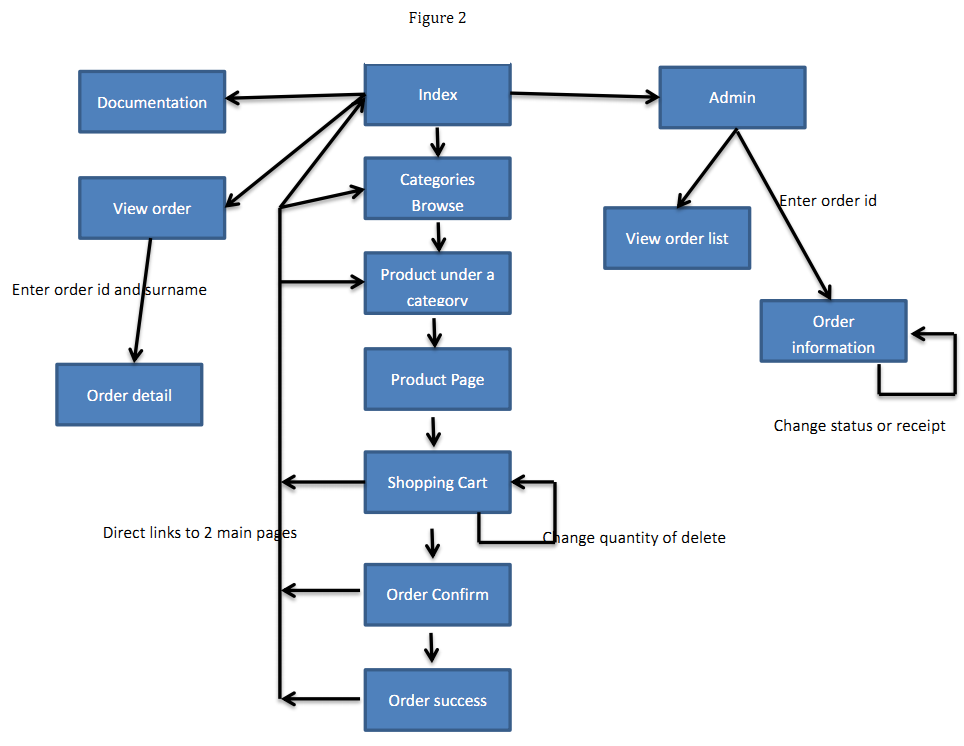 Figure 2
Documentation
Index
Admin
Categories
Browse
View order
Enter order id
View order list
Product under a
category
Enter order id and surname
Order
information
Product Page
Order detail
Change status or receipt
Shopping Cart
Direct links to 2 main pages
Change quantity of delete
Order Confirm
Order success